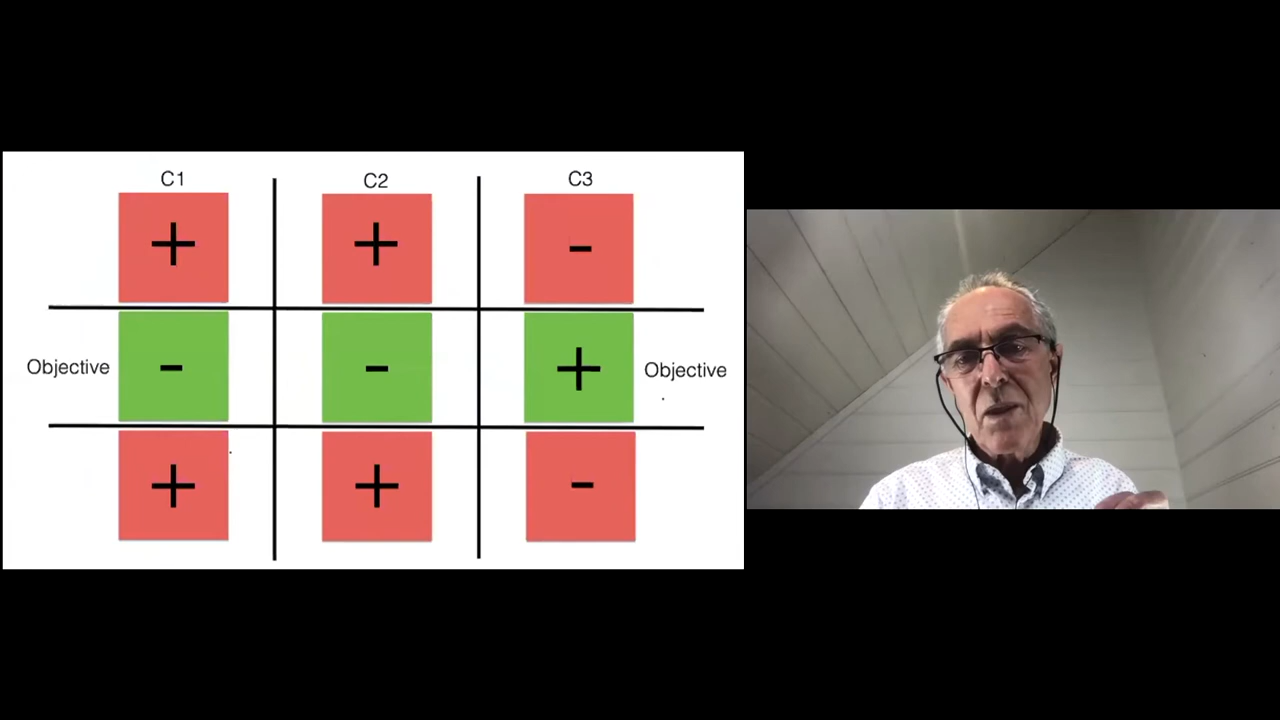 C1 C2 C3
+ + -
Objective - - + Objective
+ + -